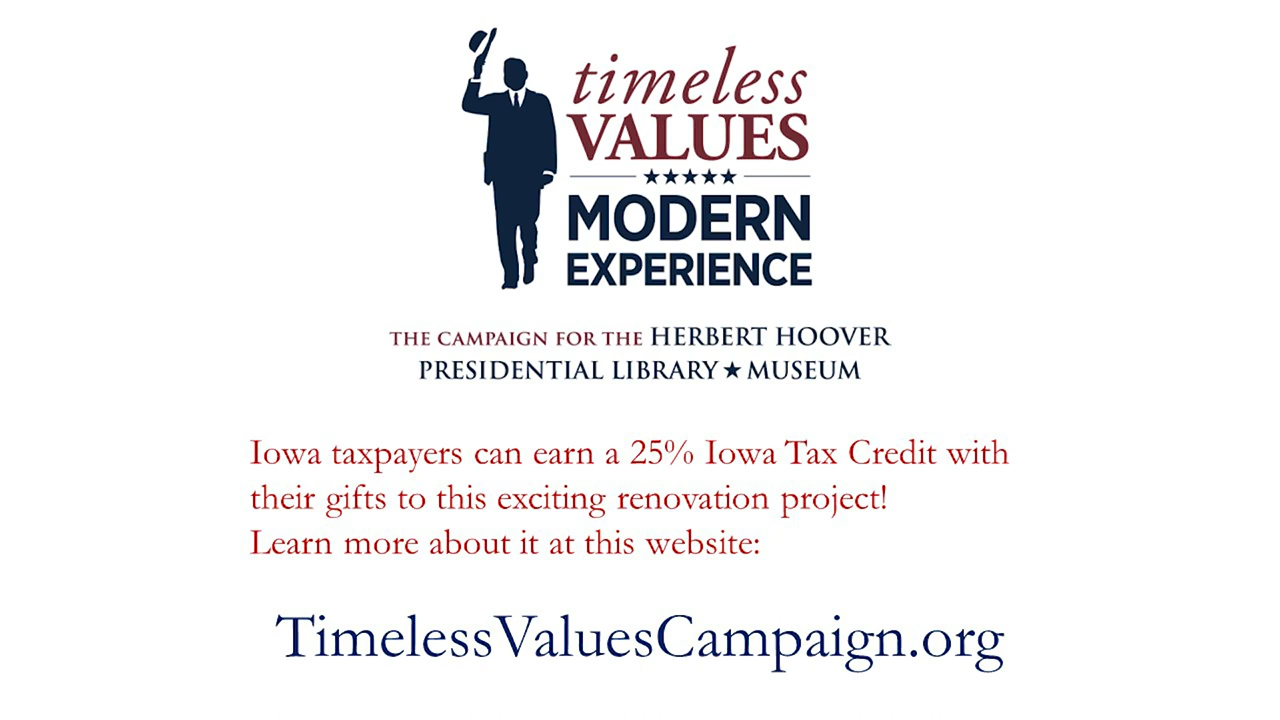 timeless
VALUES
★★★★★
MODERN
EXPERIENCE
THE CAMPAIGN FOR THE HERBERT HOOVER
PRESIDENTIAL LIBRARY★MUSEUM
Iowa taxpayers can earn a 25% Iowa Tax Credit with
their gifts to this exciting renovation project!
Learn more about it at this website:
TimelessValuesCampaign.org